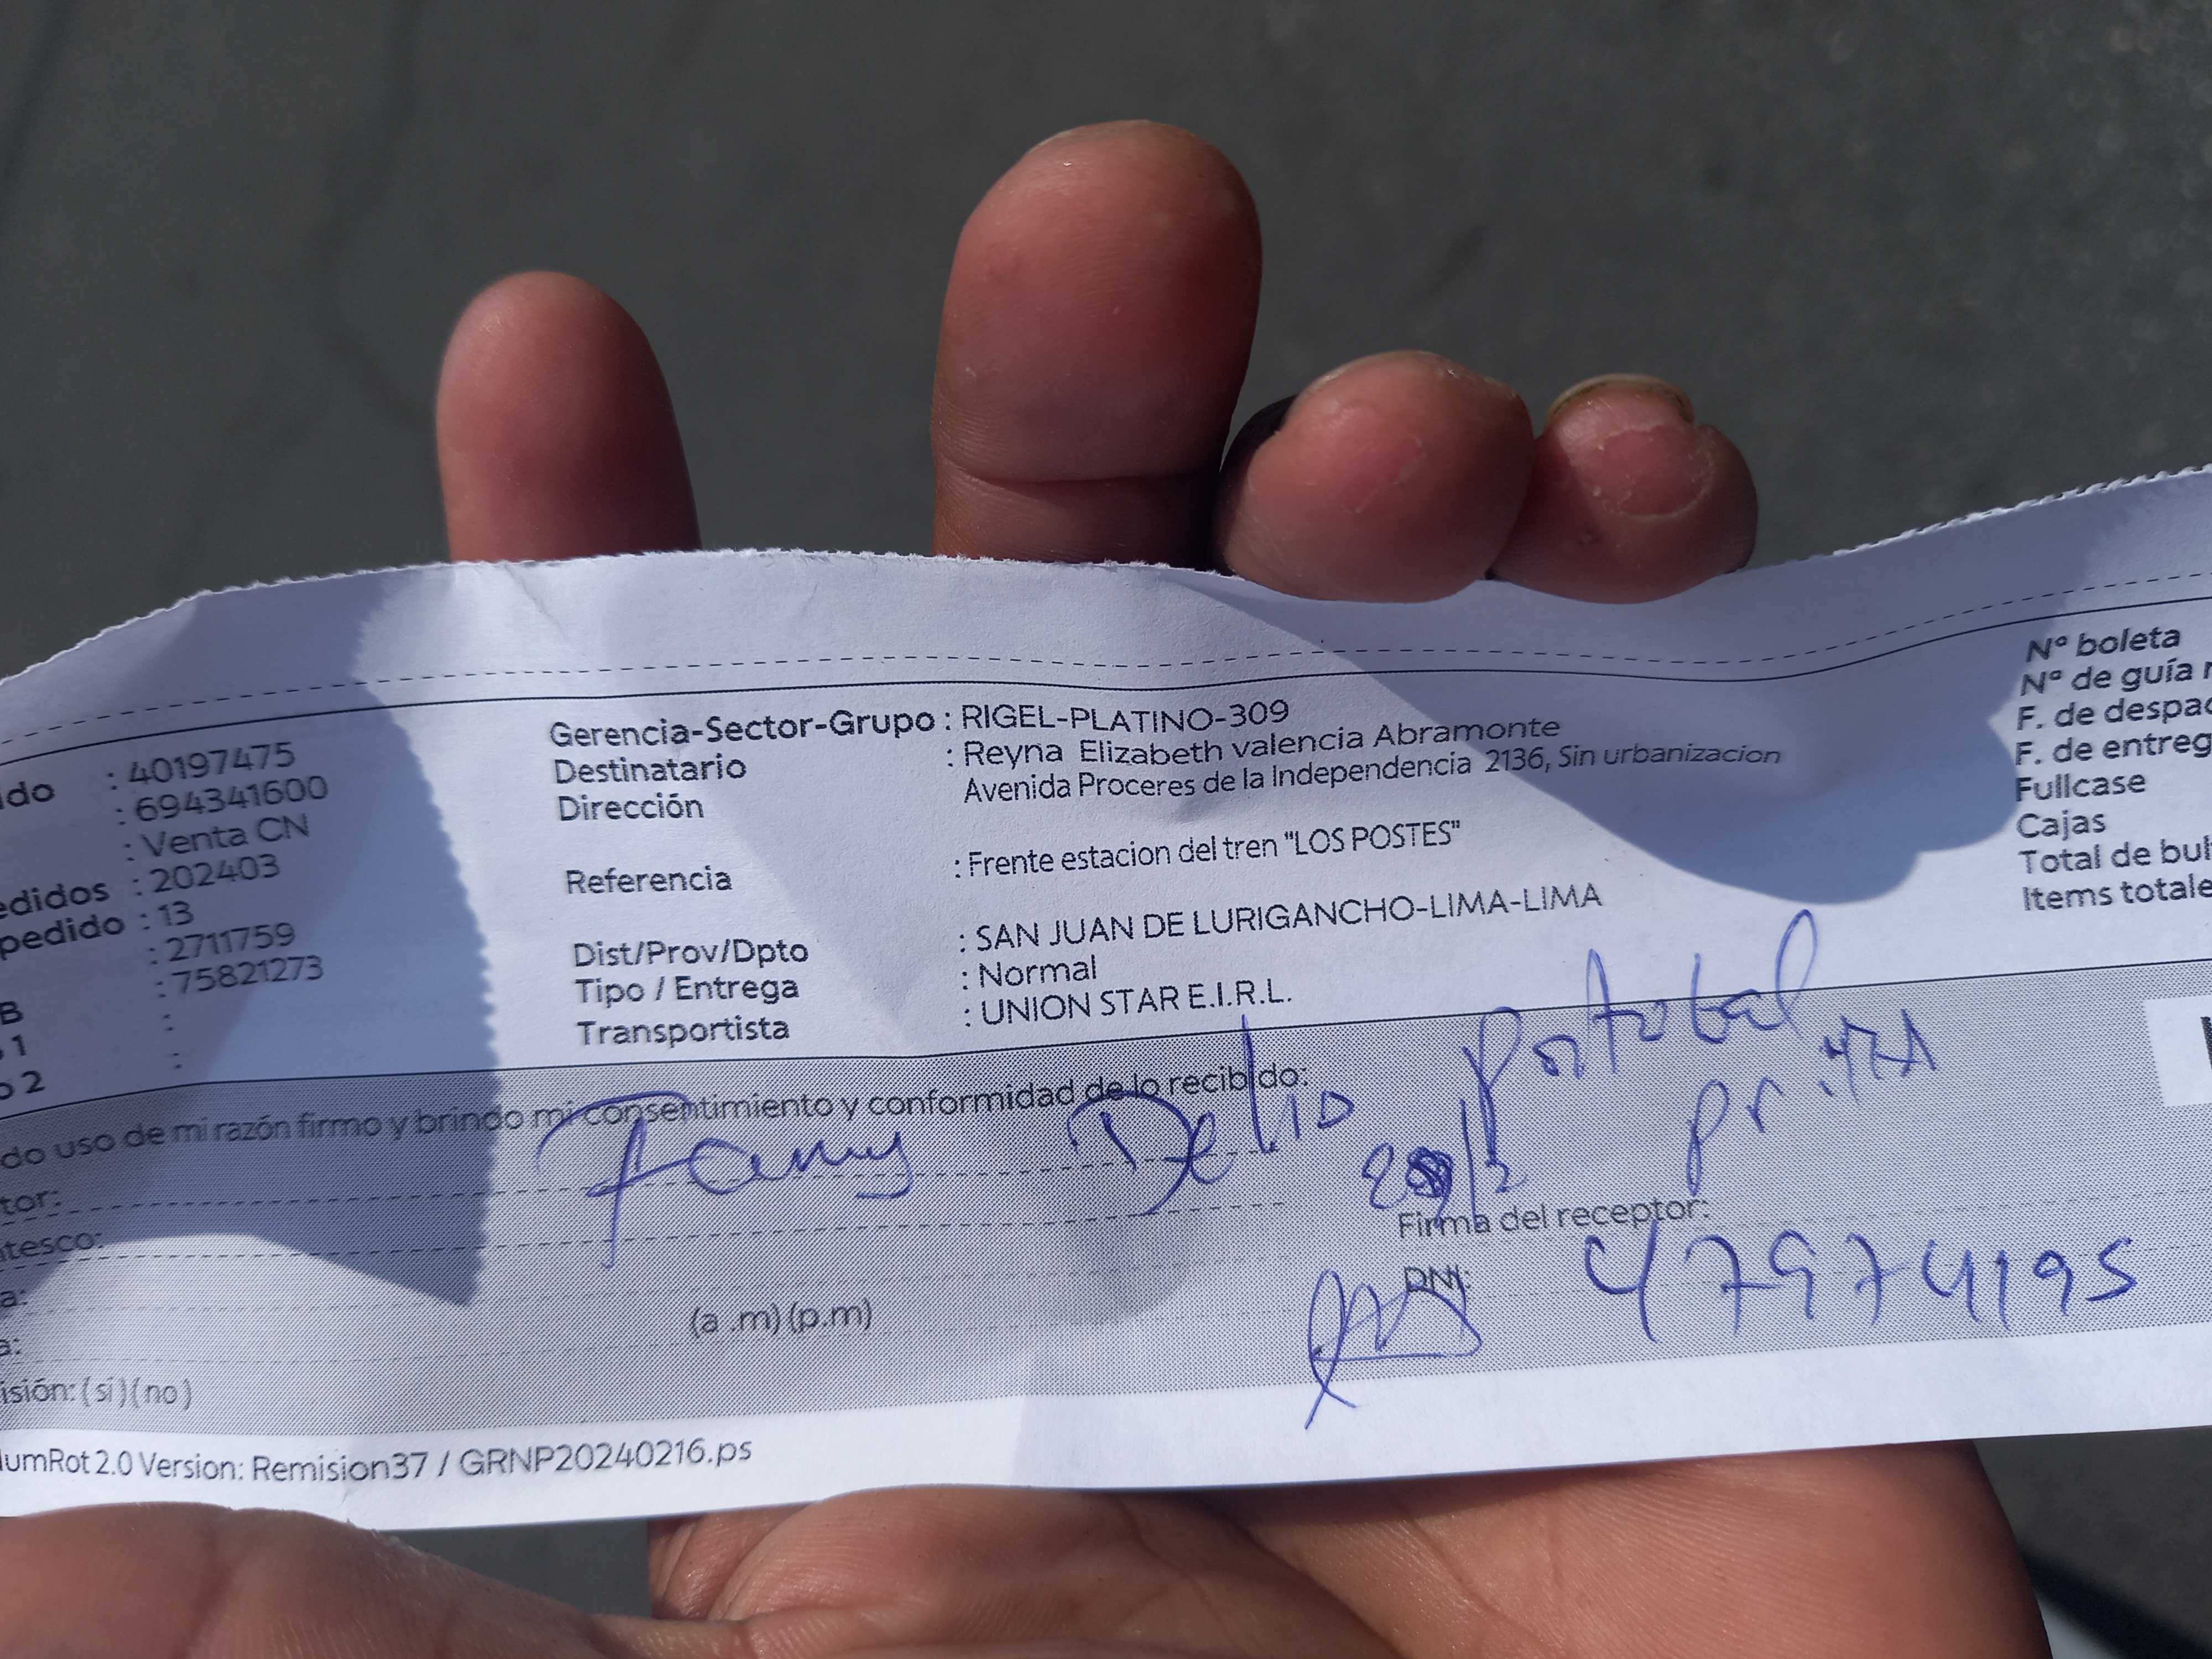 ido : 40197475
: 694341600
: Venta CN
edidos : 202403
pedido : 13
: 2711759
: 75821273
B :
o 1 :
o 2
Gerencia-Sector-Grupo : RIGEL-PLATINO-309
Destinatario : Reyna Elizabeth valencia Abramonte
Dirección Avenida Proceres de la Independencia 2136, Sin urbanizacion
Referencia : Frente estacion del tren "LOS POSTES"
Dist/Prov/Dpto : SAN JUAN DE LURIGANCHO-LIMA-LIMA
Tipo / Entrega : Normal
Transportista : UNION STAR E.I.R.L.
Nº boleta
Nº de guía r
F. de despac
F. de entreg
Fullcase
Cajas
Total de bul
Items totale
do uso de mi razón firmo y brindo mi consentimiento y conformidad de lo recibido:
Fany
tor:
ntesco:
Firma del receptor:
DNI: 47974195
a:
(a .m) (p.m)
a:
isión: (si) (no)
umRot 2.0 Version: Remision37 / GRNP20240216.ps